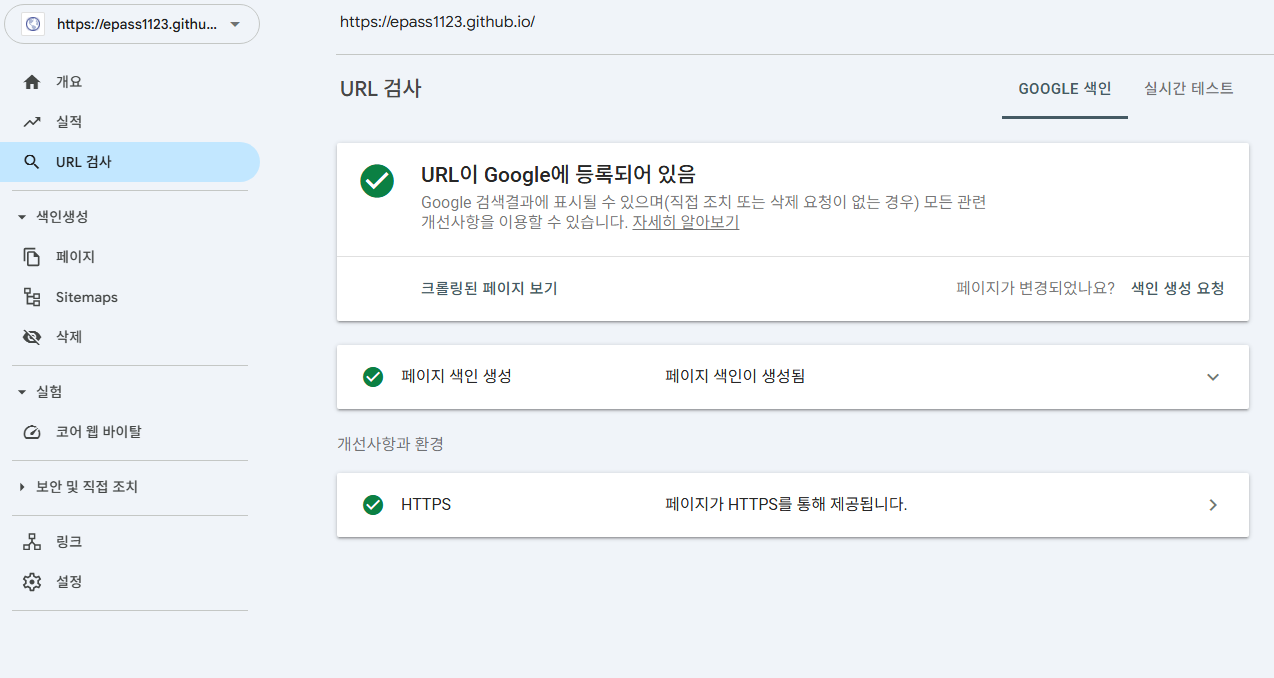 https://epass1123.githu...
개요
실적
URL 검사
색인생성
페이지
Sitemaps
삭제
실험
코어 웹 바이탈
보안 및 직접 조치
링크
설정
https://epass1123.github.io/
URL 검사
GOOGLE 색인
실시간 테스트
URL이 Google에 등록되어 있음
Google 검색결과에 표시될 수 있으며(직접 조치 또는 삭제 요청이 없는 경우) 모든 관련
개선사항을 이용할 수 있습니다. 자세히 알아보기
크롤링된 페이지 보기
페이지가 변경되었나요? 색인 생성 요청
페이지 색인 생성
페이지 색인이 생성됨
개선사항과 환경
HTTPS
페이지가 HTTPS를 통해 제공됩니다.